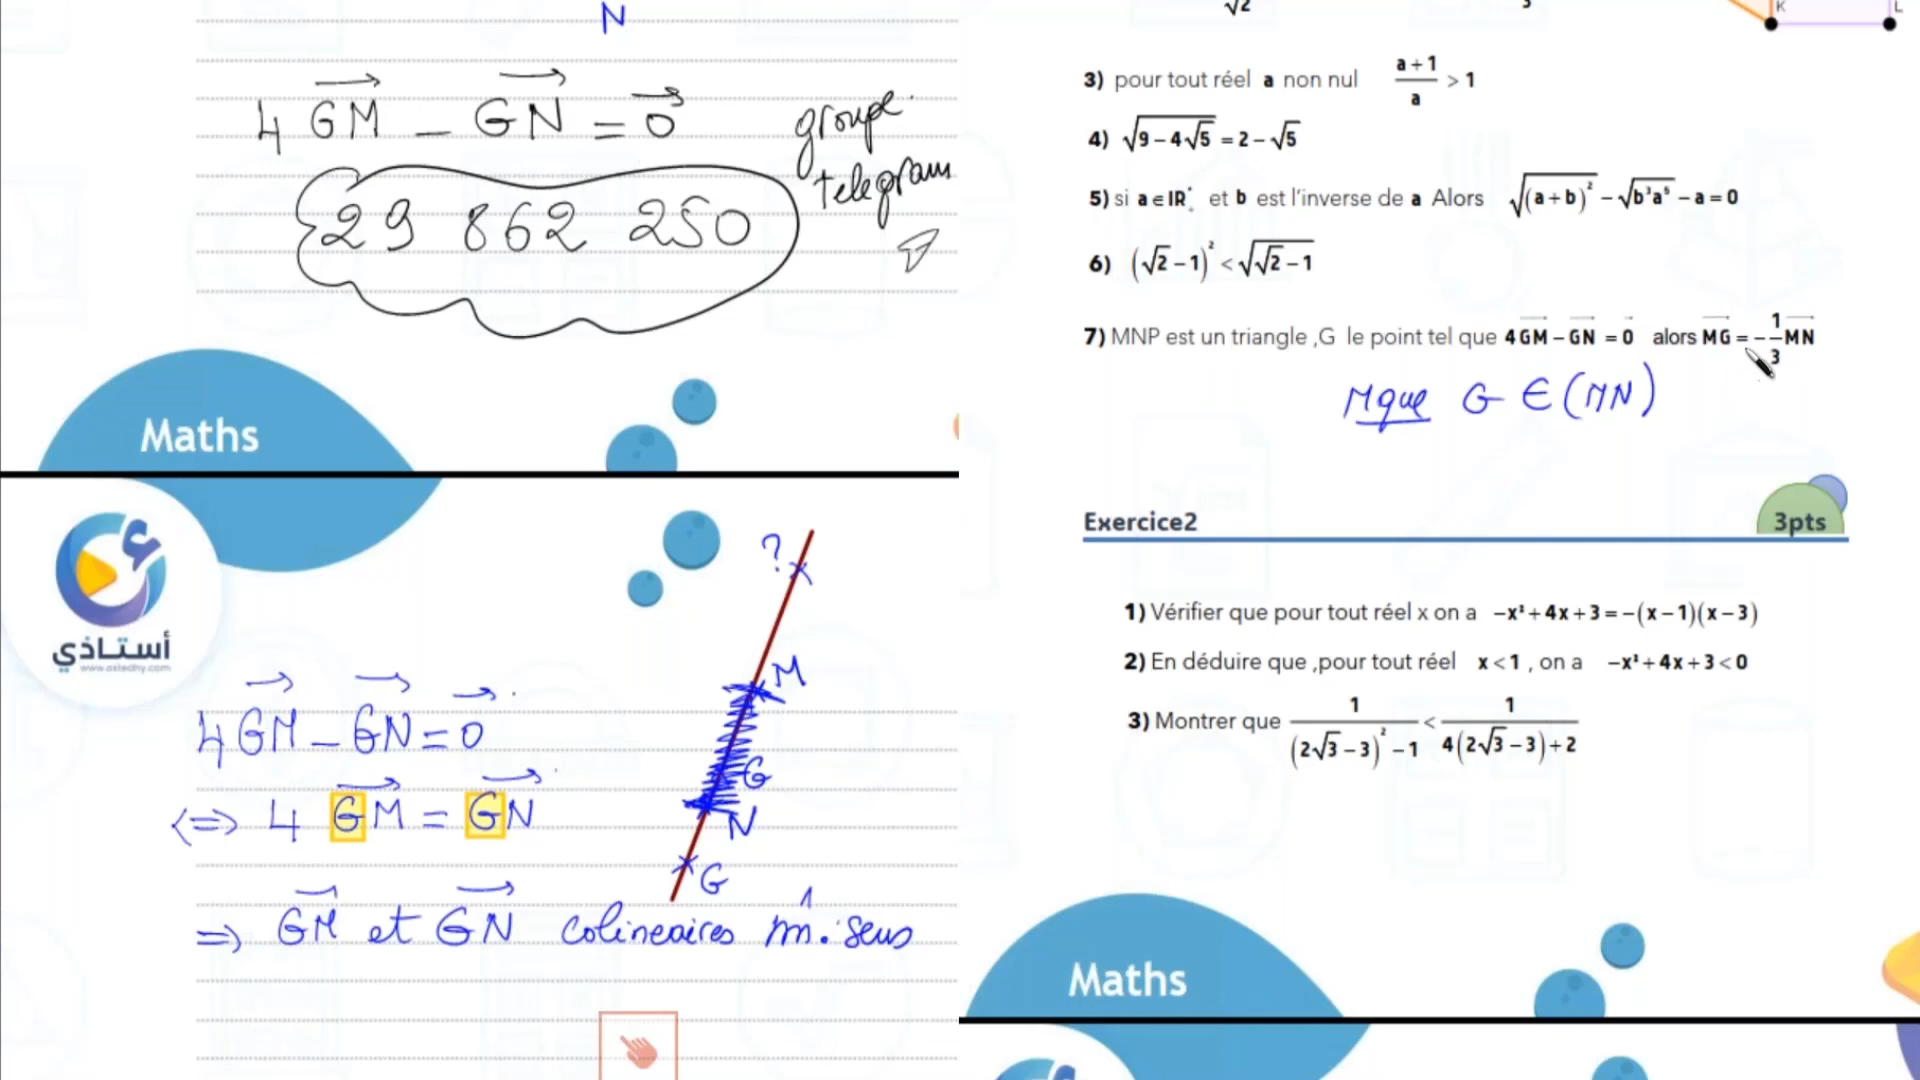 N
4 GM - GN = 0
groupe
telegram
29 862 250
Maths
أستاذي
www.ostedhy.com
?
M
G
N
G
4 GM - GN = 0
<=> 4 GM = GN
=> GM et GN colineaires m̂. sens
√2
3
K
L
3) pour tout réel a non nul (a+1)/a > 1
4) √(9-4√5) = 2-√5
5) si a∈IR*₊ et b est l'inverse de a Alors √((a+b)²) - √(b³a⁵) - a = 0
6) (√2-1)² < √(√2-1)
7) MNP est un triangle ,G le point tel que 4GM - GN = 0 alors MG = -1/3 MN
Mque G ∈ (MN)
Exercice2
3pts
1) Vérifier que pour tout réel x on a -x²+4x+3=-(x-1)(x-3)
2) En déduire que ,pour tout réel x<1 , on a -x²+4x+3<0
3) Montrer que 1/((2√3-3)²-1) < 1/(4(2√3-3)+2)
Maths